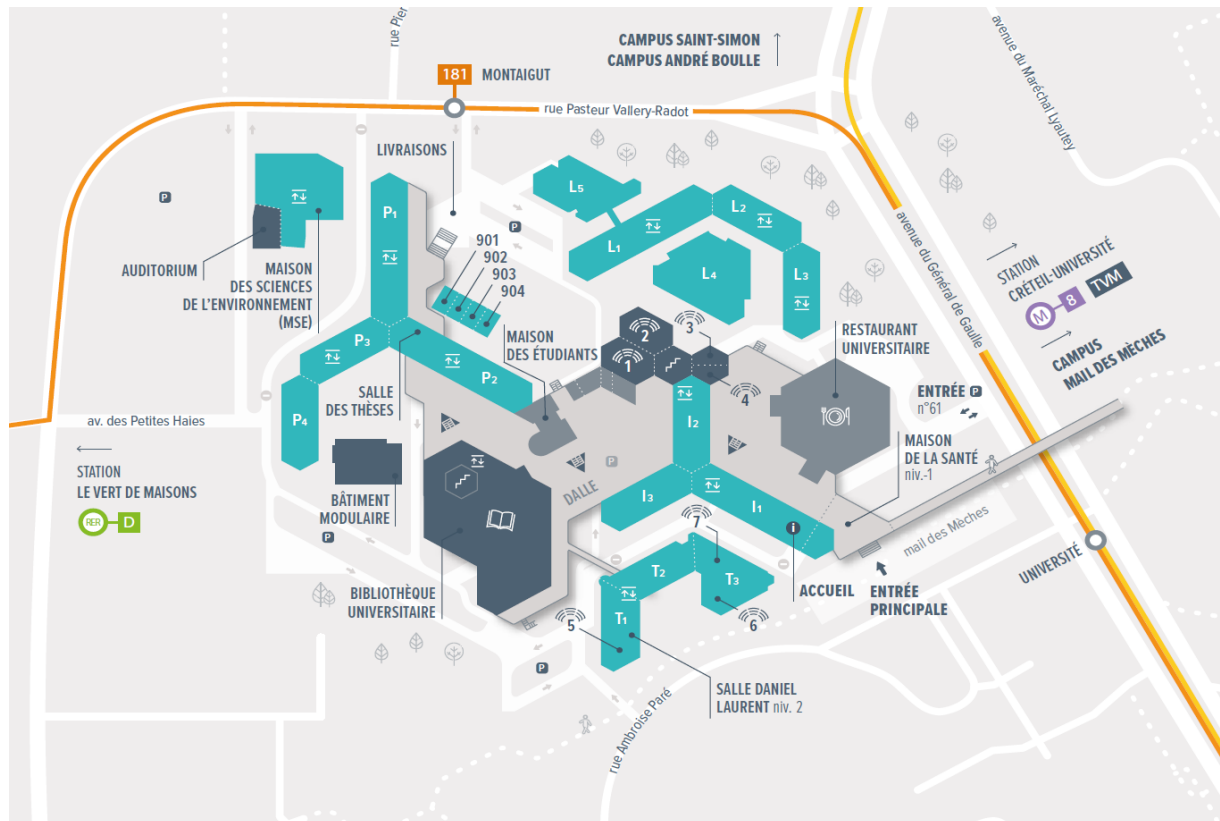 CAMPUS SAINT-SIMON
CAMPUS ANDRÉ BOULLE
rue Pier
avenue du Maréchal Lyautey
181 MONTAIGUT
rue Pasteur Vallery-Radot
LIVRAISONS
P
P1
L5
L2
L1
L4
L3
P
901
902
903
904
avenue du Général de Gaulle
STATION
CRÉTEIL-UNIVERSITÉ
M 8 TVM
CAMPUS
MAIL DES MÈCHES
AUDITORIUM
MAISON
DES SCIENCES
DE L'ENVIRONNEMENT
(MSE)
MAISON
DES ÉTUDIANTS
2
3
1
4
RESTAURANT
UNIVERSITAIRE
P3
P2
SALLE
DES THÈSES
ENTRÉE P
n°61
P4
av. des Petites Haies
STATION
LE VERT DE MAISONS
RER D
I2
MAISON
DE LA SANTÉ
niv.-1
BÂTIMENT
MODULAIRE
P
DALLE
P
I3
I1
i
7
mail des Mèches
UNIVERSITÉ
BIBLIOTHÈQUE
UNIVERSITAIRE
T2
T3
ACCUEIL
ENTRÉE
PRINCIPALE
5
T1
6
P
SALLE DANIEL
LAURENT niv. 2
rue Ambroise Paré